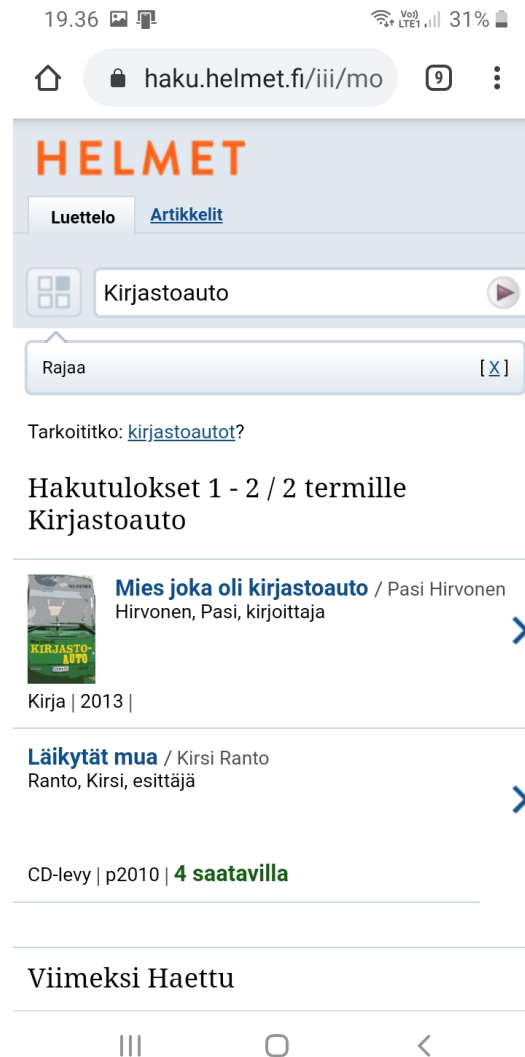 19.36 Vo)) LTE1 31%
haku.helmet.fi/iii/mo 9
HELMET
Luettelo Artikkelit
Kirjastoauto
Rajaa [X]
Tarkoititko: kirjastoautot?
Hakutulokset 1 - 2 / 2 termille
Kirjastoauto
Mies joka oli kirjastoauto / Pasi Hirvonen
Hirvonen, Pasi, kirjoittaja
KIRJASTO-
AUTO
Kirja | 2013 |
Läikytät mua / Kirsi Ranto
Ranto, Kirsi, esittäjä
CD-levy | p2010 | 4 saatavilla
Viimeksi Haettu